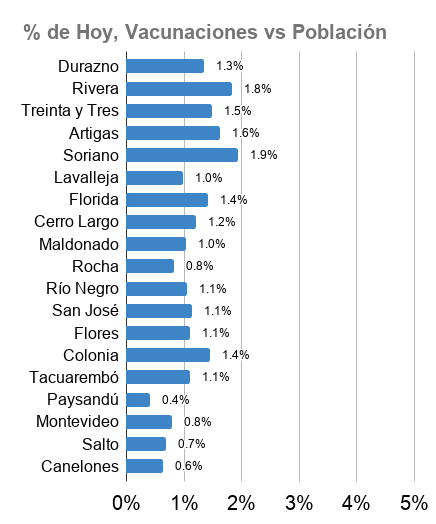 % de Hoy, Vacunaciones vs Población
Durazno 1.3%
Rivera 1.8%
Treinta y Tres 1.5%
Artigas 1.6%
Soriano 1.9%
Lavalleja 1.0%
Florida 1.4%
Cerro Largo 1.2%
Maldonado 1.0%
Rocha 0.8%
Río Negro 1.1%
San José 1.1%
Flores 1.1%
Colonia 1.4%
Tacuarembó 1.1%
Paysandú 0.4%
Montevideo 0.8%
Salto 0.7%
Canelones 0.6%
0% 1% 2% 3% 4% 5%